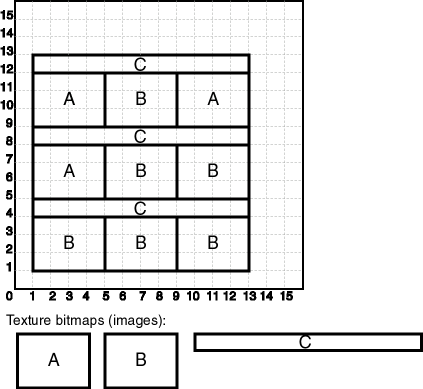 15
14
13
12 C
11
10 A B A
9
8 C
7
6 A B B
5
4 C
3
2 B B B
1
0 1 2 3 4 5 6 7 8 9 10 11 12 13 14 15
Texture bitmaps (images):
A B C